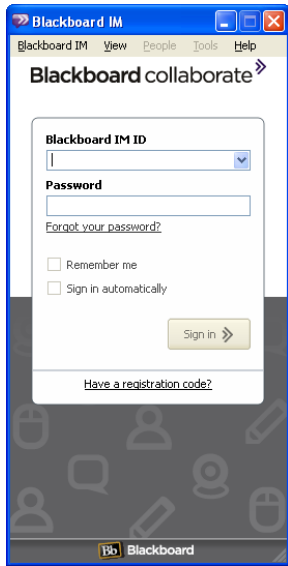 Blackboard IM
Blackboard IM View People Tools Help
Blackboard collaborate
Blackboard IM ID
Password
Forgot your password?
Remember me
Sign in automatically
Sign in
Have a registration code?
Bb Blackboard